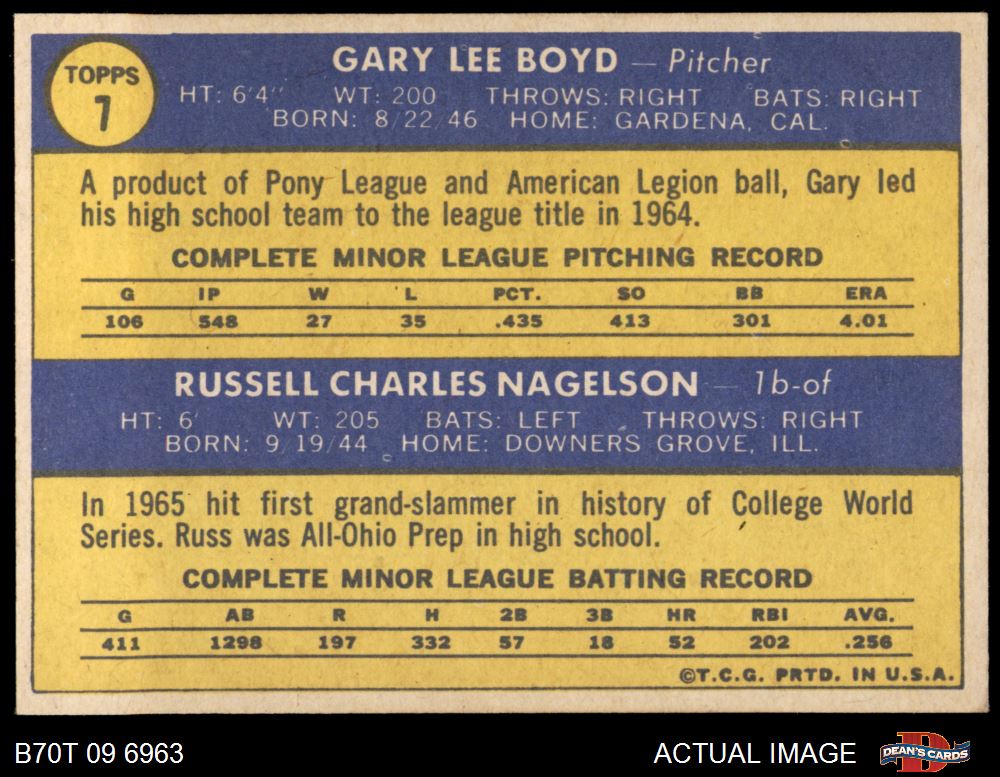 TOPPS
7
GARY LEE BOYD — Pitcher
HT: 6'4" WT: 200 THROWS: RIGHT BATS: RIGHT
BORN: 8/22/46 HOME: GARDENA, CAL.
A product of Pony League and American Legion ball, Gary led
his high school team to the league title in 1964.
COMPLETE MINOR LEAGUE PITCHING RECORD
G IP W L PCT. SO BB ERA
106 548 27 35 .435 413 301 4.01
RUSSELL CHARLES NAGELSON — 1b-of
HT: 6' WT: 205 BATS: LEFT THROWS: RIGHT
BORN: 9/19/44 HOME: DOWNERS GROVE, ILL.
In 1965 hit first grand-slammer in history of College World
Series. Russ was All-Ohio Prep in high school.
COMPLETE MINOR LEAGUE BATTING RECORD
G AB R H 2B 3B HR RBI AVG.
411 1298 197 332 57 18 52 202 .256
©T.C.G. PRTD. IN U.S.A.
B70T 09 6963 ACTUAL IMAGE DEAN'S CARDS